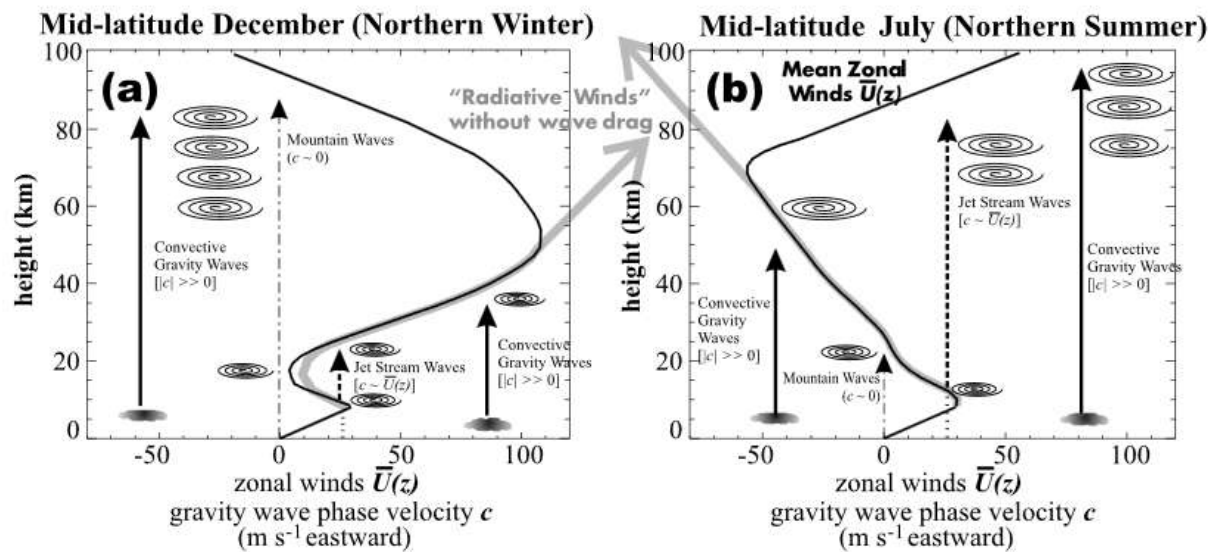 Mid-latitude December (Northern Winter)
Mid-latitude July (Northern Summer)
100
80
60
40
20
0
height (km)
(a)
Mountain Waves
(c ~ 0)
"Radiative Winds"
without wave drag
Convective
Gravity Waves
[|c| >> 0]
Jet Stream Waves
[c ~ U̅(z)]
Convective
Gravity Waves
[|c| >> 0]
-50
0
50
100
zonal winds U̅(z)
gravity wave phase velocity c
(m s⁻¹ eastward)
100
80
60
40
20
0
height (km)
(b)
Mean Zonal
Winds U̅(z)
Jet Stream Waves
[c ~ U̅(z)]
Convective
Gravity Waves
[|c| >> 0]
Convective
Gravity
Waves
[|c| >> 0]
Mountain Waves
(c ~ 0)
-50
0
50
100
zonal winds U̅(z)
gravity wave phase velocity c
(m s⁻¹ eastward)